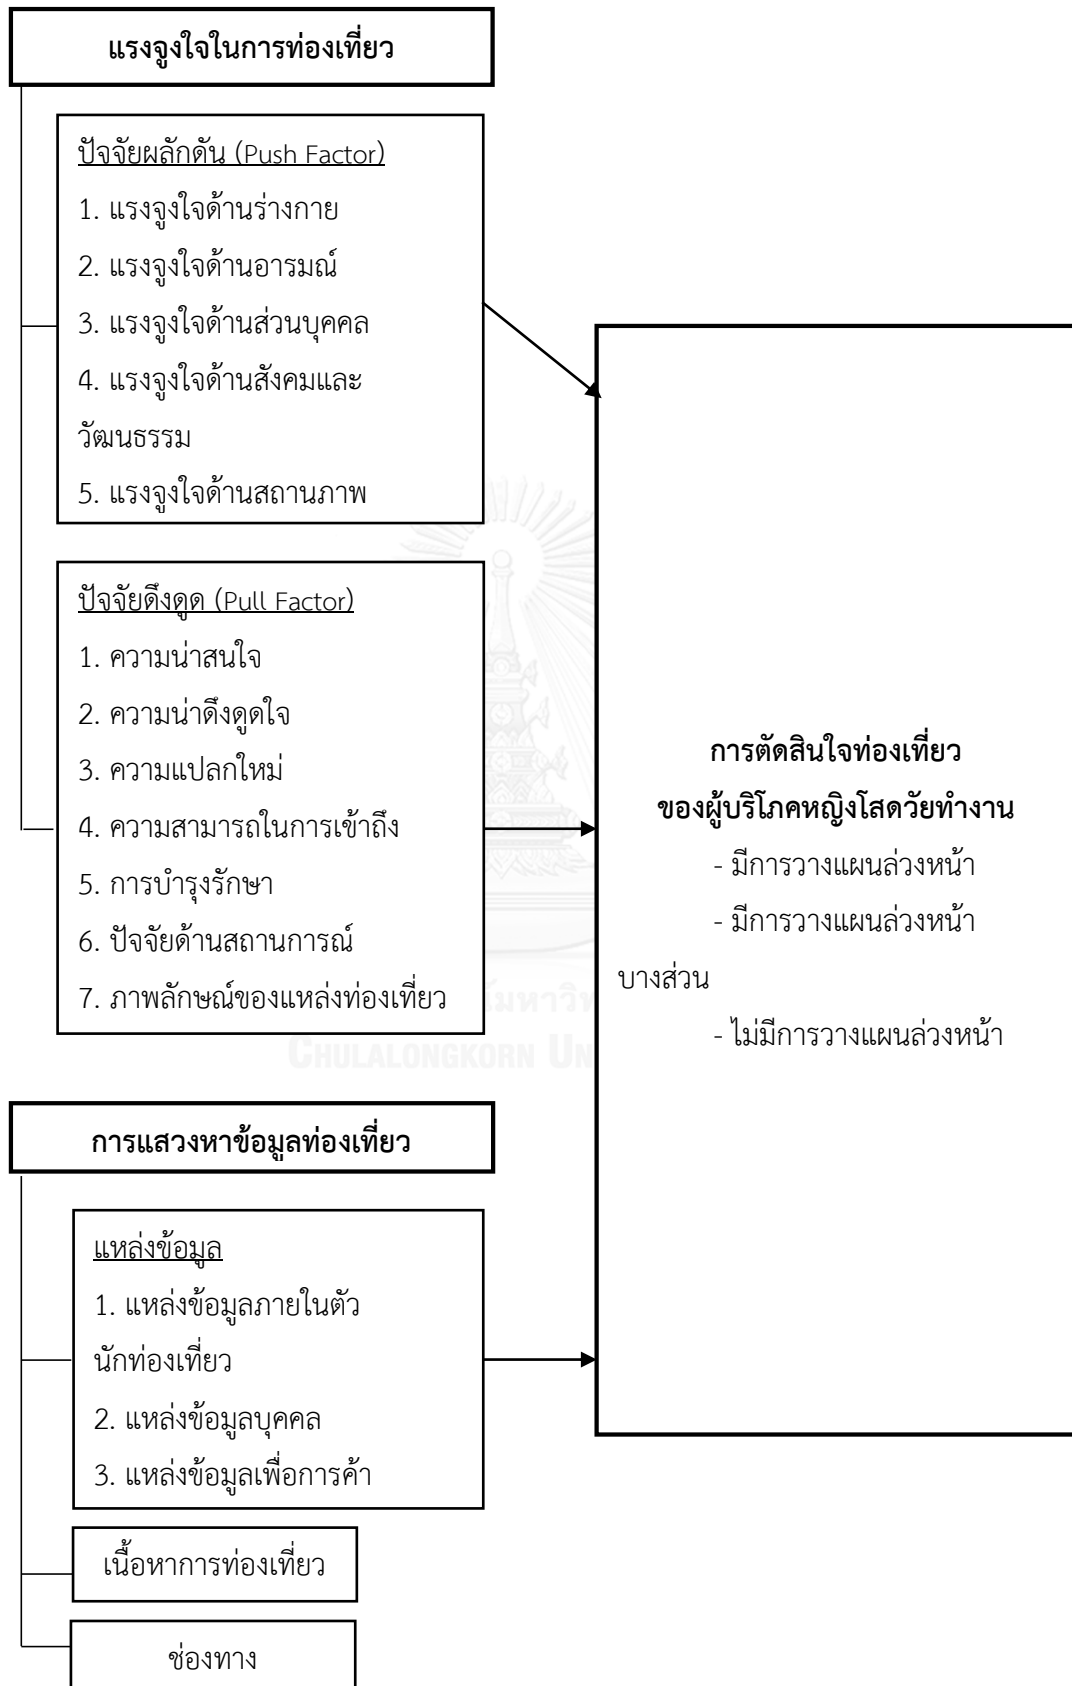 แรงจูงใจในการท่องเที่ยว
ปัจจัยผลักดัน (Push Factor)
1. แรงจูงใจด้านร่างกาย
2. แรงจูงใจด้านอารมณ์
3. แรงจูงใจด้านส่วนบุคคล
4. แรงจูงใจด้านสังคมและ
วัฒนธรรม
5. แรงจูงใจด้านสถานภาพ
ปัจจัยดึงดูด (Pull Factor)
1. ความน่าสนใจ
2. ความน่าดึงดูดใจ
3. ความแปลกใหม่
4. ความสามารถในการเข้าถึง
5. การบำรุงรักษา
6. ปัจจัยด้านสถานการณ์
7. ภาพลักษณ์ของแหล่งท่องเที่ยว
การตัดสินใจท่องเที่ยว
ของผู้บริโภคหญิงโสดวัยทำงาน
- มีการวางแผนล่วงหน้า
- มีการวางแผนล่วงหน้า
บางส่วน
- ไม่มีการวางแผนล่วงหน้า
CHULALONGKORN UN
การแสวงหาข้อมูลท่องเที่ยว
แหล่งข้อมูล
1. แหล่งข้อมูลภายในตัว
นักท่องเที่ยว
2. แหล่งข้อมูลบุคคล
3. แหล่งข้อมูลเพื่อการค้า
เนื้อหาการท่องเที่ยว
ช่องทาง